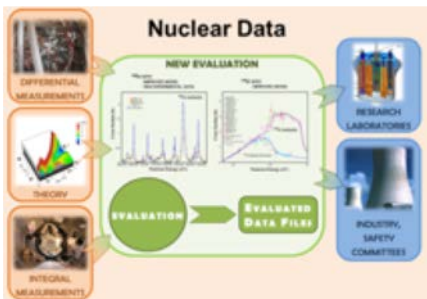 Nuclear Data
NEW EVALUATION
DIFFERENTIAL
MEASUREMENTS
THEORY
INTEGRAL
MEASUREMENTS
EVALUATION
EVALUATED
DATA FILES
RESEARCH
LABORATORIES
INDUSTRY,
SAFETY
COMMITTEES